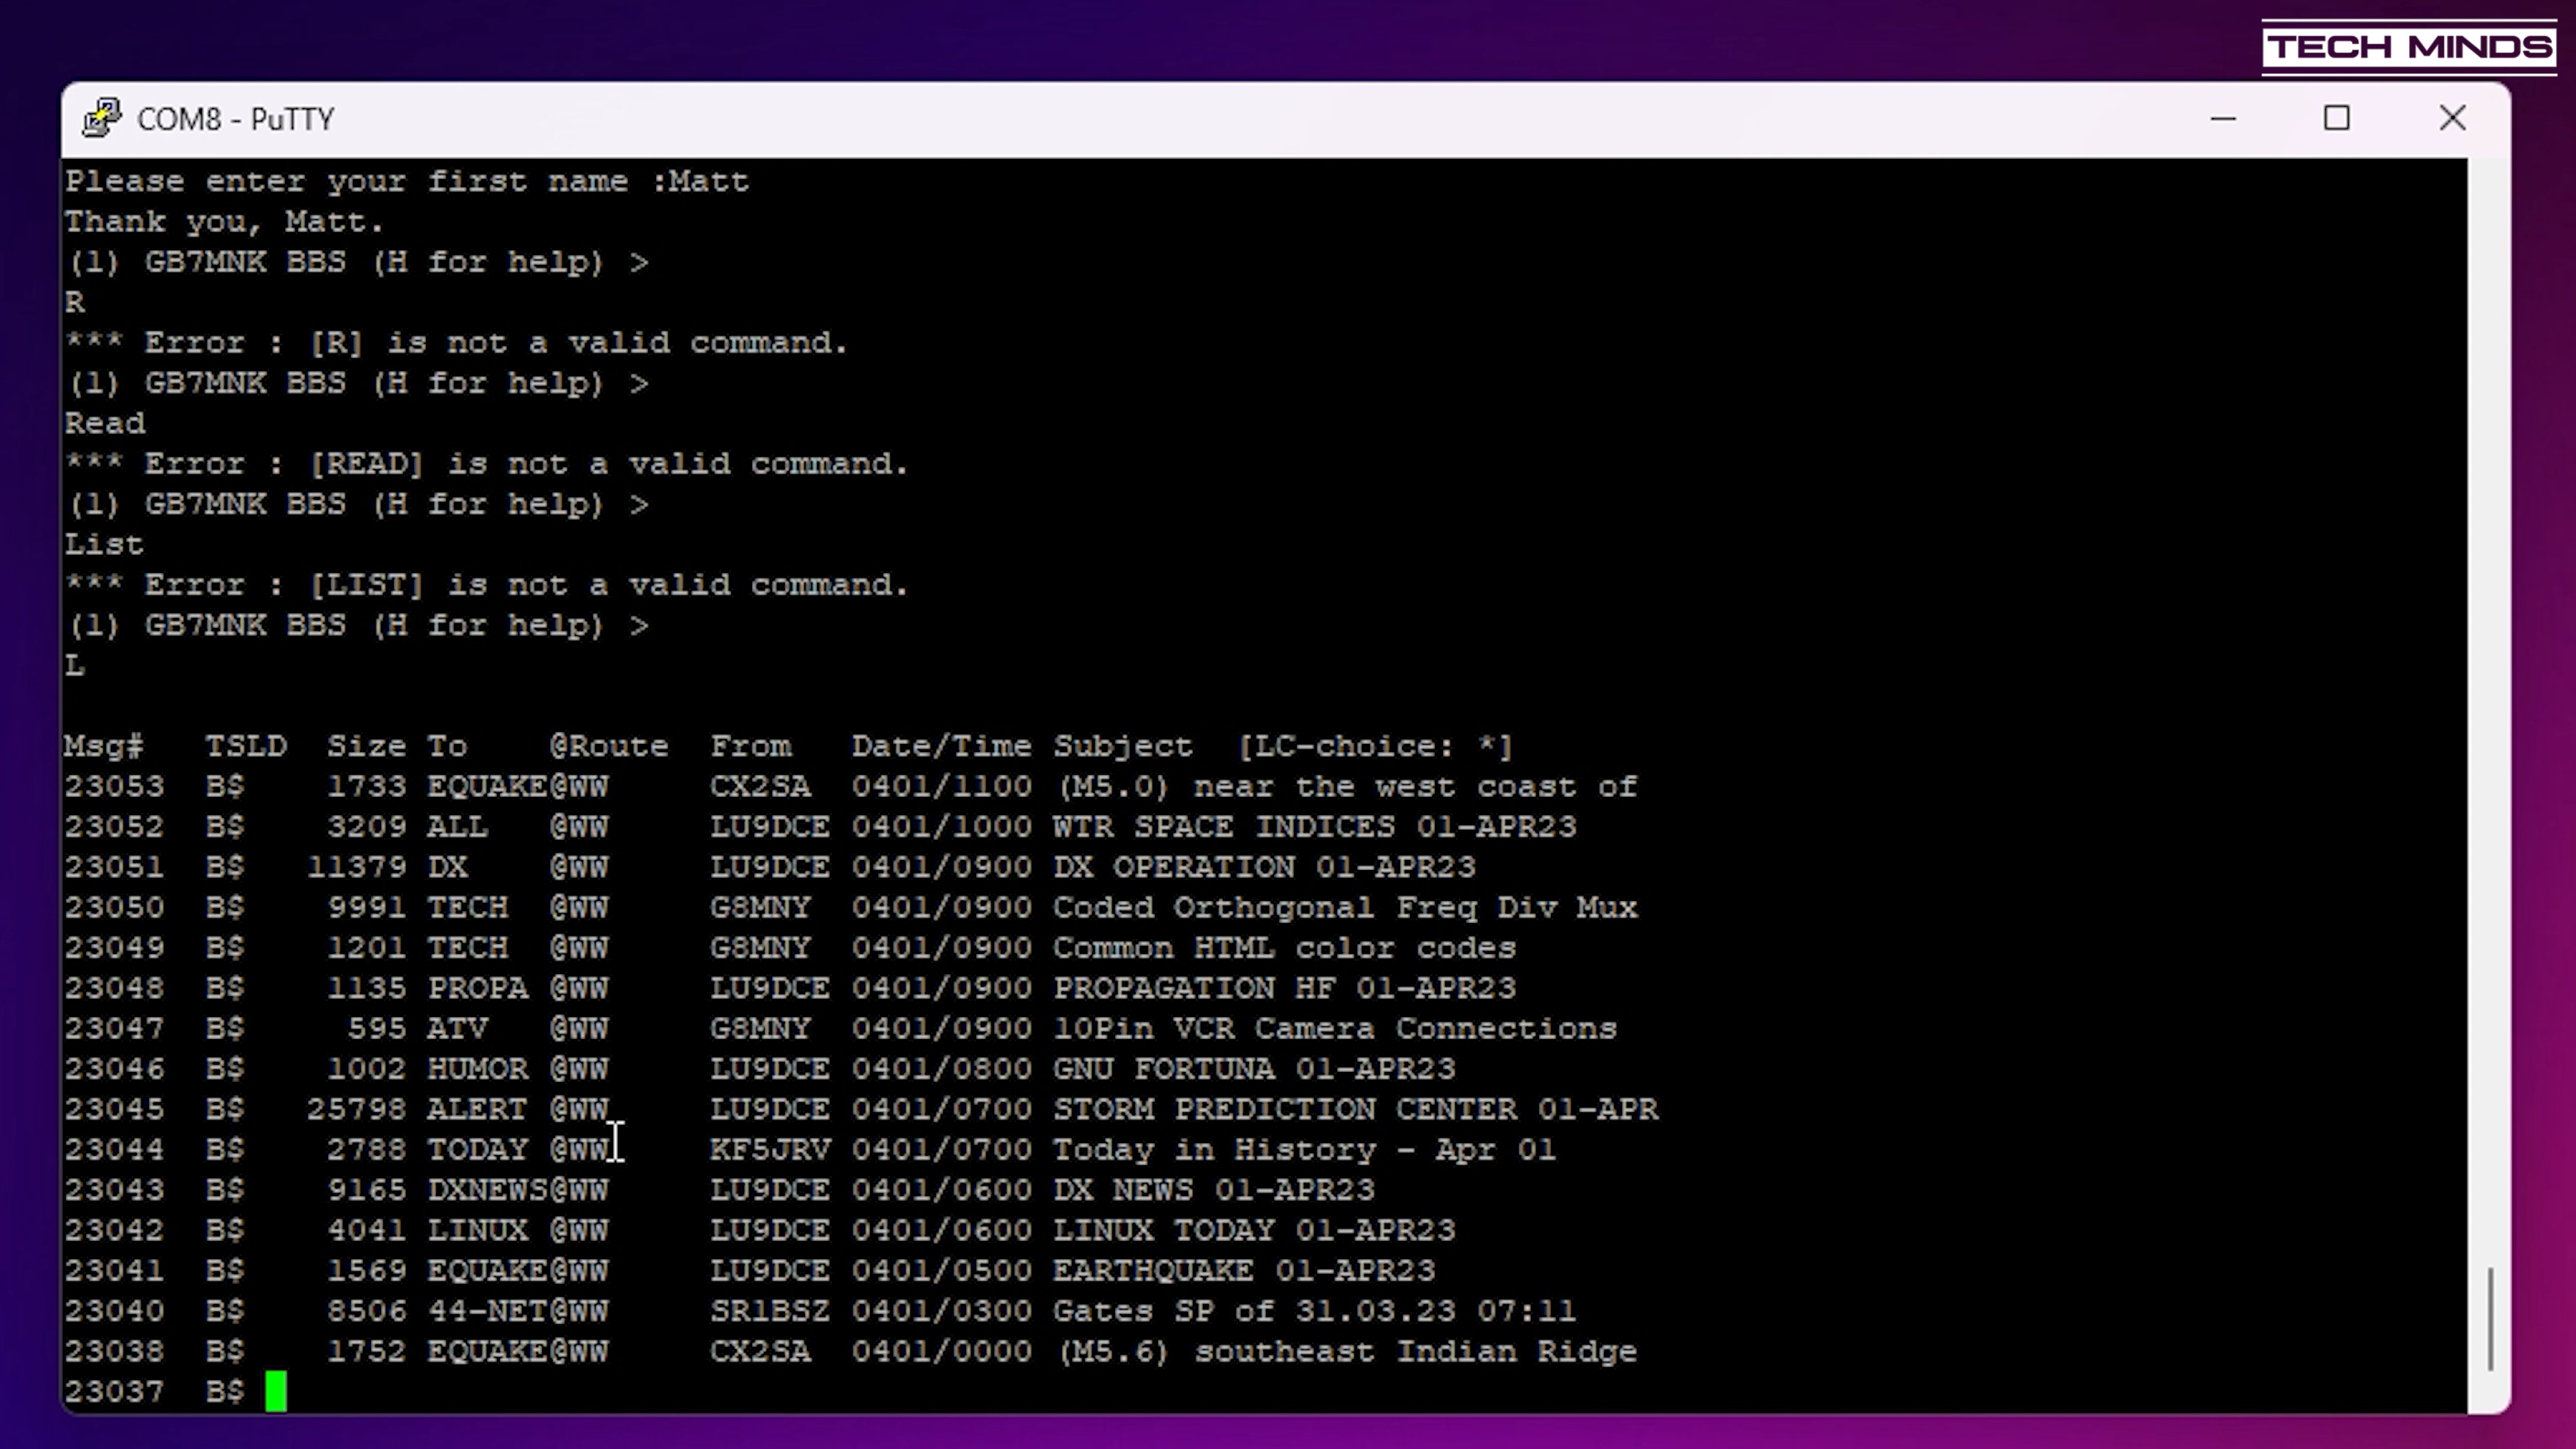 TECH MINDS
COM8 - PuTTY
Please enter your first name :Matt
Thank you, Matt.
(1) GB7MNK BBS (H for help) >
R
*** Error : [R] is not a valid command.
(1) GB7MNK BBS (H for help) >
Read
*** Error : [READ] is not a valid command.
(1) GB7MNK BBS (H for help) >
List
*** Error : [LIST] is not a valid command.
(1) GB7MNK BBS (H for help) >
L
Msg# TSLD Size To @Route From Date/Time Subject [LC-choice: *]
23053 B$ 1733 EQUAKE@WW CX2SA 0401/1100 (M5.0) near the west coast of
23052 B$ 3209 ALL @WW LU9DCE 0401/1000 WTR SPACE INDICES 01-APR23
23051 B$ 11379 DX @WW LU9DCE 0401/0900 DX OPERATION 01-APR23
23050 B$ 9991 TECH @WW G8MNY 0401/0900 Coded Orthogonal Freq Div Mux
23049 B$ 1201 TECH @WW G8MNY 0401/0900 Common HTML color codes
23048 B$ 1135 PROPA @WW LU9DCE 0401/0900 PROPAGATION HF 01-APR23
23047 B$ 595 ATV @WW G8MNY 0401/0900 10Pin VCR Camera Connections
23046 B$ 1002 HUMOR @WW LU9DCE 0401/0800 GNU FORTUNA 01-APR23
23045 B$ 25798 ALERT @WW LU9DCE 0401/0700 STORM PREDICTION CENTER 01-APR
23044 B$ 2788 TODAY @WW KF5JRV 0401/0700 Today in History - Apr 01
23043 B$ 9165 DXNEWS@WW LU9DCE 0401/0600 DX NEWS 01-APR23
23042 B$ 4041 LINUX @WW LU9DCE 0401/0600 LINUX TODAY 01-APR23
23041 B$ 1569 EQUAKE@WW LU9DCE 0401/0500 EARTHQUAKE 01-APR23
23040 B$ 8506 44-NET@WW SR1BSZ 0401/0300 Gates SP of 31.03.23 07:11
23038 B$ 1752 EQUAKE@WW CX2SA 0401/0000 (M5.6) southeast Indian Ridge
23037 B$